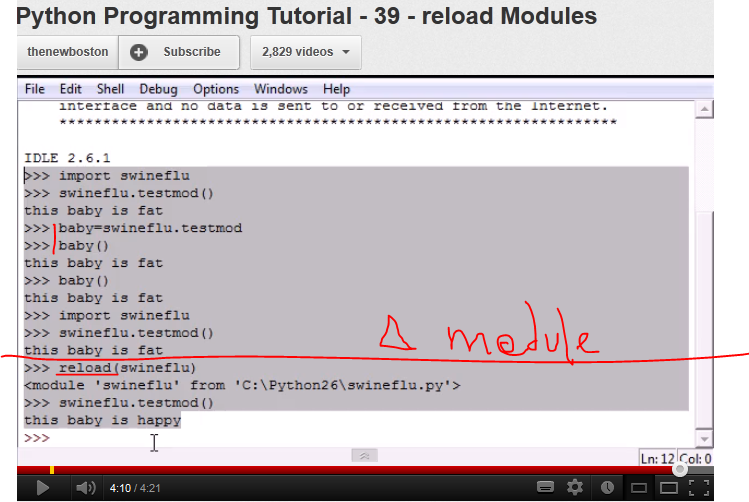 Python Programming Tutorial - 39 - reload Modules
thenewboston Subscribe 2,829 videos
File Edit Shell Debug Options Windows Help
interface and no data is sent to or received from the Internet.
****************************************************************
IDLE 2.6.1
>>> import swineflu
>>> swineflu.testmod()
this baby is fat
>>> baby=swineflu.testmod
>>> baby()
this baby is fat
>>> baby()
this baby is fat
>>> import swineflu
>>> swineflu.testmod()
this baby is fat
Δ module
>>> reload(swineflu)
<module 'swineflu' from 'C:\Python26\swineflu.py'>
>>> swineflu.testmod()
this baby is happy
>>>
Ln: 12 Col: 0
4:10 / 4:21